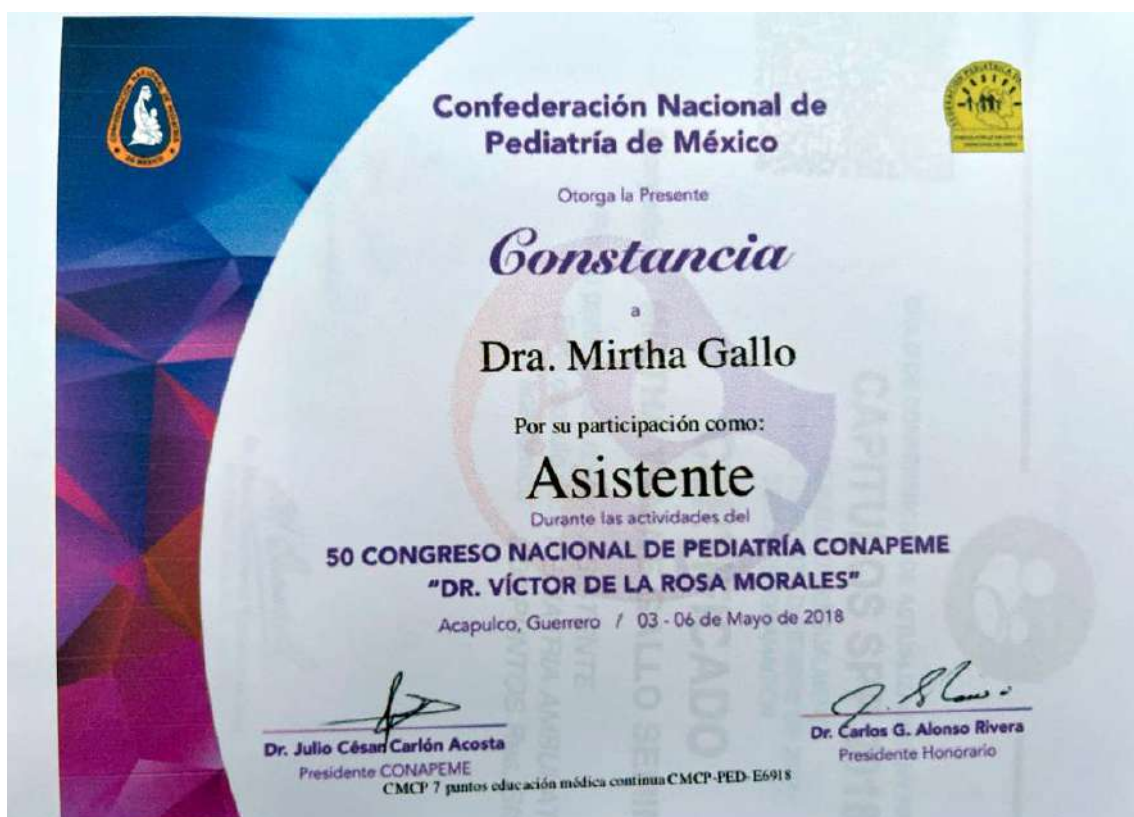 Confederación Nacional de
Pediatría de México
Otorga la Presente
Constancia
a
Dra. Mirtha Gallo
Por su participación como:
Asistente
Durante las actividades del
50 CONGRESO NACIONAL DE PEDIATRÍA CONAPEME
"DR. VÍCTOR DE LA ROSA MORALES"
Acapulco, Guerrero / 03 - 06 de Mayo de 2018
Dr. Julio César Carlón Acosta
Presidente CONAPEME
Dr. Carlos G. Alonso Rivera
Presidente Honorario
CMCP 7 puntos educación médica continua CMCP-PED-E6918